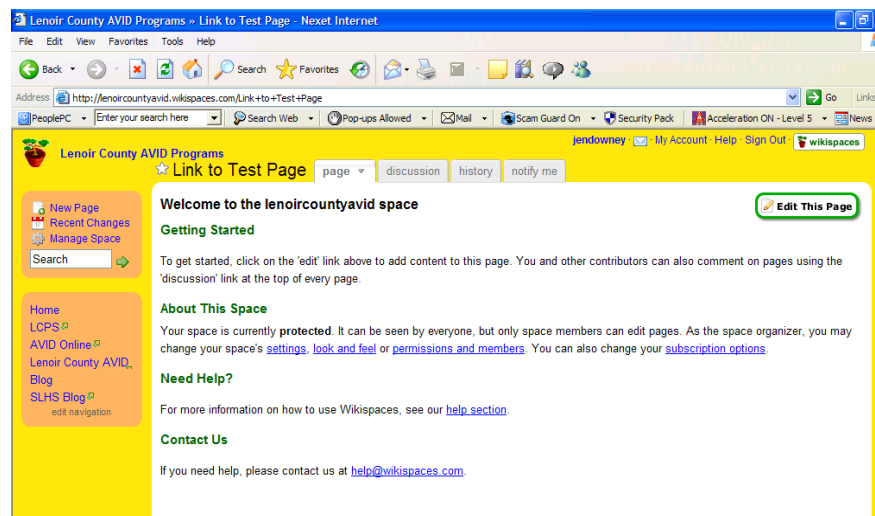 Lenoir County AVID Programs » Link to Test Page - Nexet Internet
File Edit View Favorites Tools Help
Back Search Favorites
Address http://lenoircountyavid.wikispaces.com/Link+to+Test+Page Go Links
PeoplePC Enter your search here Search Web Pop-ups Allowed Mail Scam Guard On Security Pack Acceleration ON - Level 5 News
jendowney · My Account · Help · Sign Out · wikispaces
Lenoir County AVID Programs
Link to Test Page page discussion history notify me
New Page
Recent Changes
Manage Space
Search
Home
LCPS
AVID Online
Lenoir County AVID
Blog
SLHS Blog
edit navigation
Welcome to the lenoircountyavid space
Edit This Page
Getting Started
To get started, click on the 'edit' link above to add content to this page. You and other contributors can also comment on pages using the
'discussion' link at the top of every page.
About This Space
Your space is currently protected. It can be seen by everyone, but only space members can edit pages. As the space organizer, you may
change your space's settings, look and feel or permissions and members. You can also change your subscription options.
Need Help?
For more information on how to use Wikispaces, see our help section.
Contact Us
If you need help, please contact us at help@wikispaces.com.